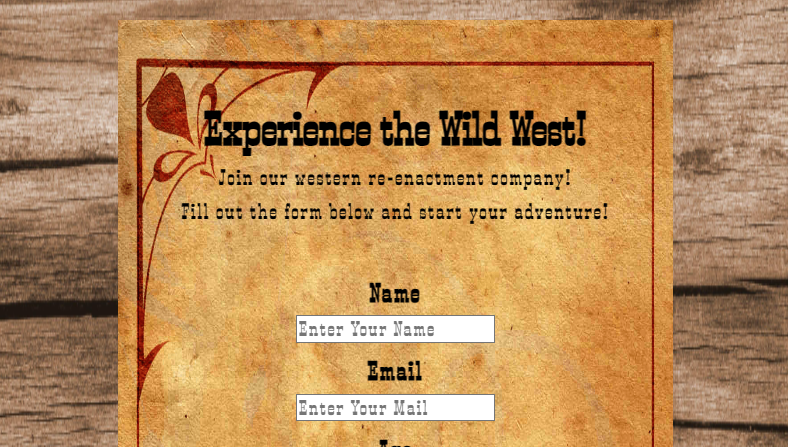 Experience the Wild West!
Join our western re-enactment company!
Fill out the form below and start your adventure!
Name
Enter Your Name
Email
Enter Your Mail